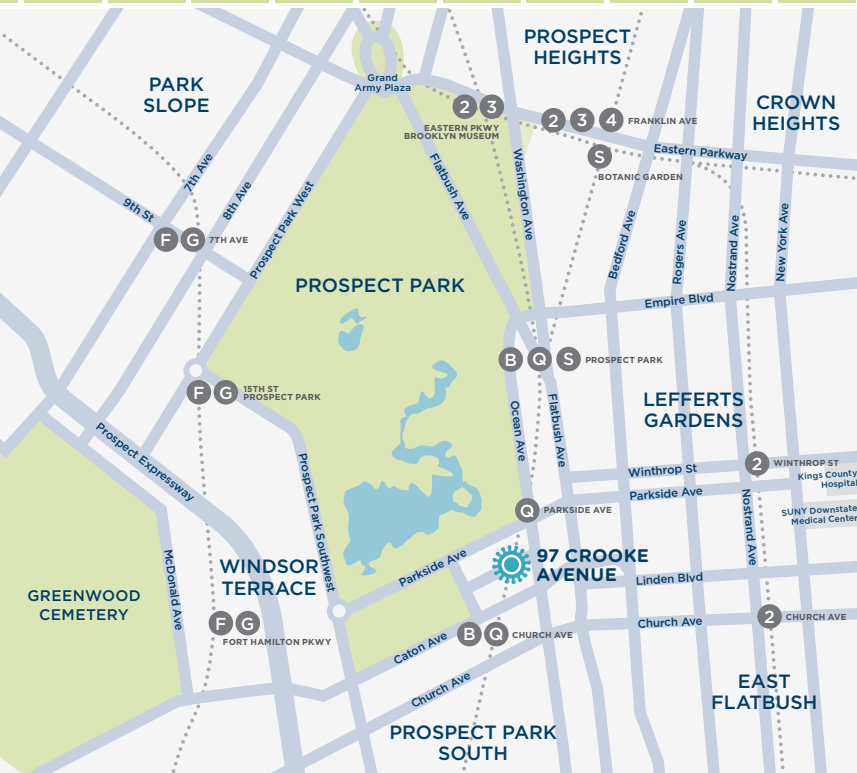 PROSPECT
HEIGHTS
Grand
Army Plaza
PARK
SLOPE
2 3
EASTERN PKWY
BROOKLYN MUSEUM
2 3 4 FRANKLIN AVE
CROWN
HEIGHTS
S
BOTANIC GARDEN
Eastern Parkway
7th Ave
8th Ave
9th St
F G 7TH AVE
Prospect Park West
Flatbush Ave
Washington Ave
Bedford Ave
Rogers Ave
Nostrand Ave
New York Ave
PROSPECT PARK
Empire Blvd
B Q S PROSPECT PARK
F G 15TH ST
PROSPECT PARK
LEFFERTS
GARDENS
Ocean Ave
Flatbush Ave
Prospect Expressway
Prospect Park Southwest
Winthrop St
2 WINTHROP ST
Kings County
Hospital
Parkside Ave
Q PARKSIDE AVE
SUNY Downstate
Medical Center
Nostrand Ave
97 CROOKE
AVENUE
Parkside Ave
Linden Blvd
McDonald Ave
WINDSOR
TERRACE
GREENWOOD
CEMETERY
F G
FORT HAMILTON PKWY
Caton Ave
B Q CHURCH AVE
Church Ave
2 CHURCH AVE
Church Ave
EAST
FLATBUSH
PROSPECT PARK
SOUTH